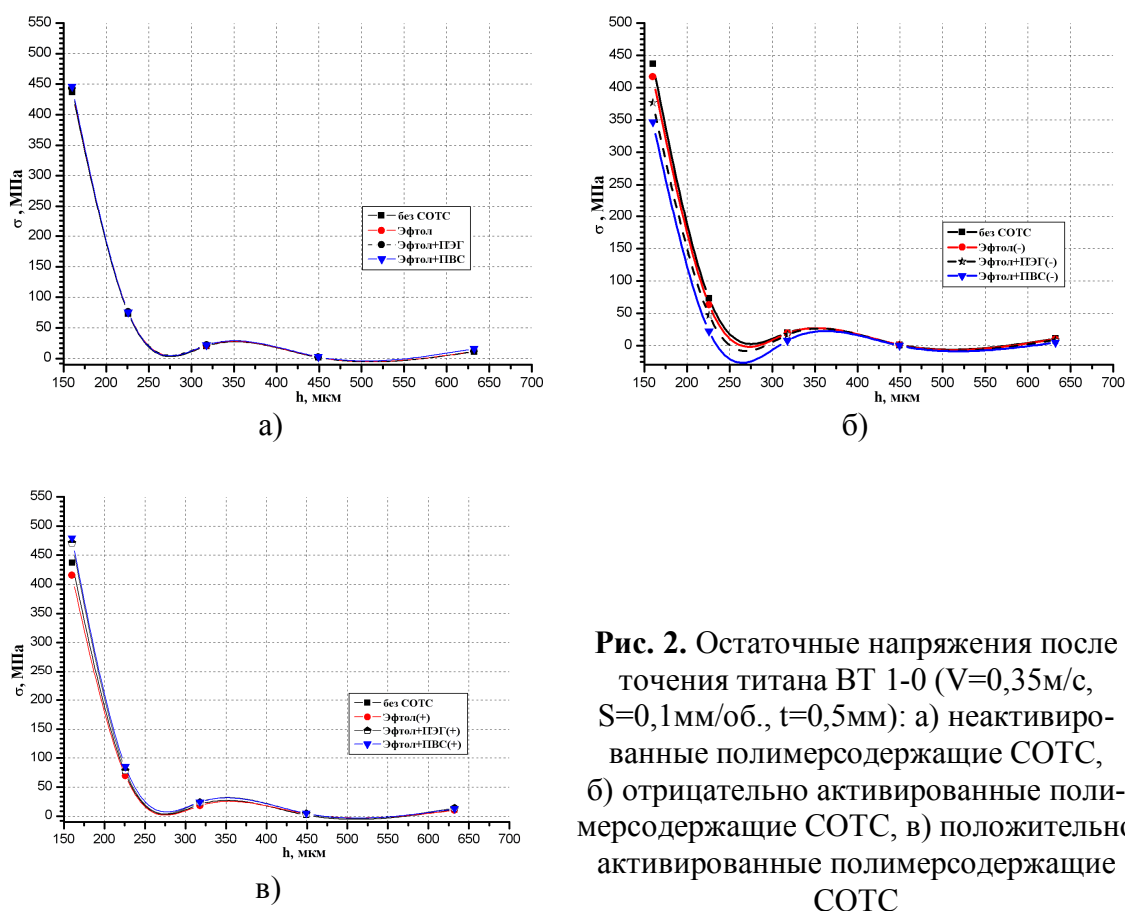 550
500
450
400
350
300
250
200
150
100
50
0
σ , МПа
без СОТС
Эфтол
Эфтол+ПЭГ
Эфтол+ПВС
150 200 250 300 350 400 450 500 550 600 650 700
h, мкм
а)
450
400
350
300
250
200
150
100
50
0
σ , МПа
без СОТС
Эфтол(-)
Эфтол+ПЭГ(-)
Эфтол+ПВС(-)
150 200 250 300 350 400 450 500 550 600 650 700
h, мкм
б)
550
500
450
400
350
300
250
200
150
100
50
0
σ, МПа
без СОТС
Эфтол(+)
Эфтол+ПЭГ(+)
Эфтол+ПВС(+)
150 200 250 300 350 400 450 500 550 600 650 700
h, мкм
в)
Рис. 2. Остаточные напряжения после
точения титана ВТ 1-0 (V=0,35м/с,
S=0,1мм/об., t=0,5мм): а) неактивиро-
ванные полимерсодержащие СОТС,
б) отрицательно активированные поли-
мерсодержащие СОТС, в) положительно
активированные полимерсодержащие
СОТС